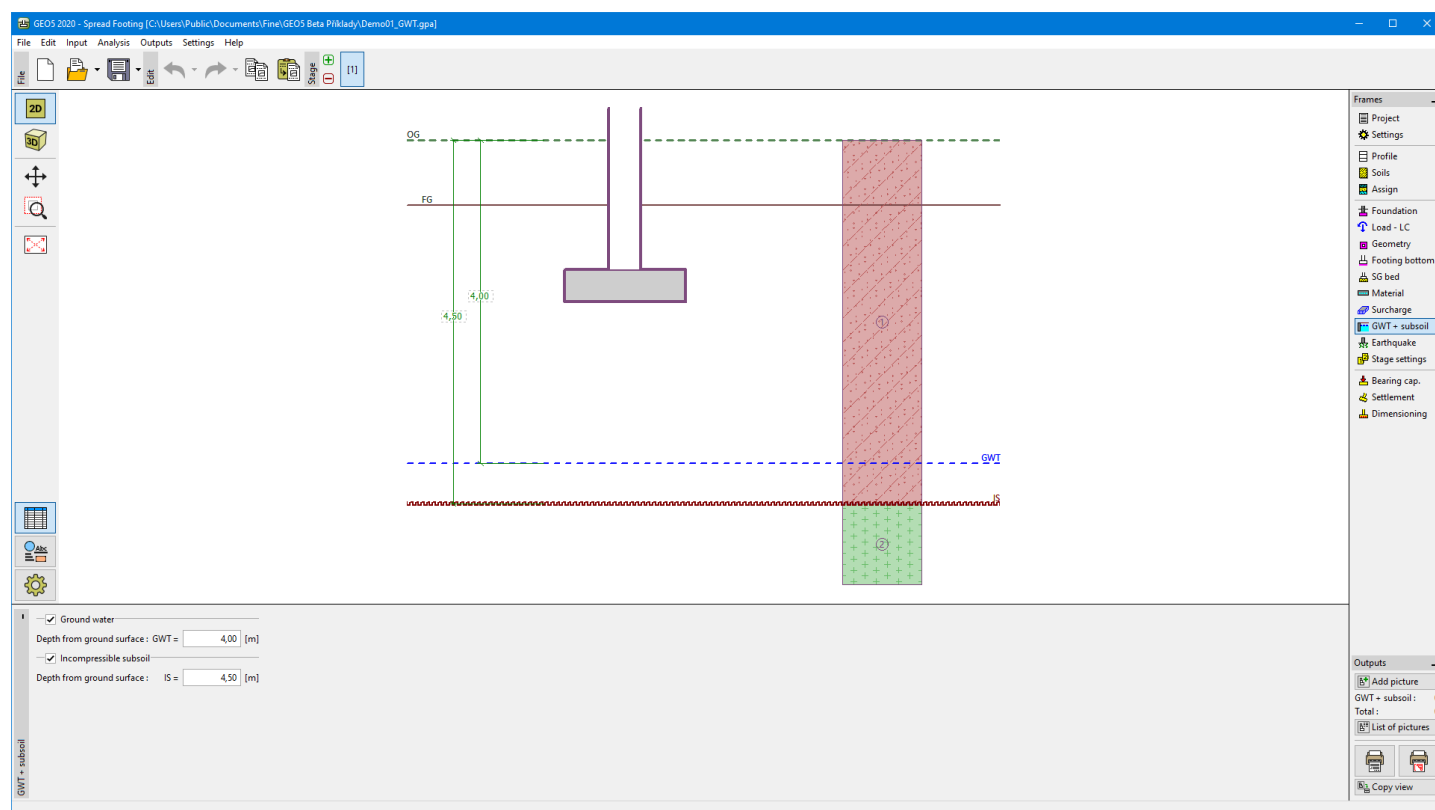 GEO5 2020 - Spread Footing [C:\Users\Public\Documents\Fine\GEO5 Beta Příklady\Demo01_GWT.gpa]
File Edit Input Analysis Outputs Settings Help
File
Edit
Stage
[1]
2D
3D
Abc
OG
FG
4,00
4,50
1
GWT
IS
2
Frames
Project
Settings
Profile
Soils
Assign
Foundation
Load - LC
Geometry
Footing bottom
SG bed
Material
Surcharge
GWT + subsoil
Earthquake
Stage settings
Bearing cap.
Settlement
Dimensioning
GWT + subsoil
Ground water
Depth from ground surface : GWT = 4,00 [m]
Incompressible subsoil
Depth from ground surface : IS = 4,50 [m]
Outputs
Add picture
GWT + subsoil :
Total :
List of pictures
Copy view